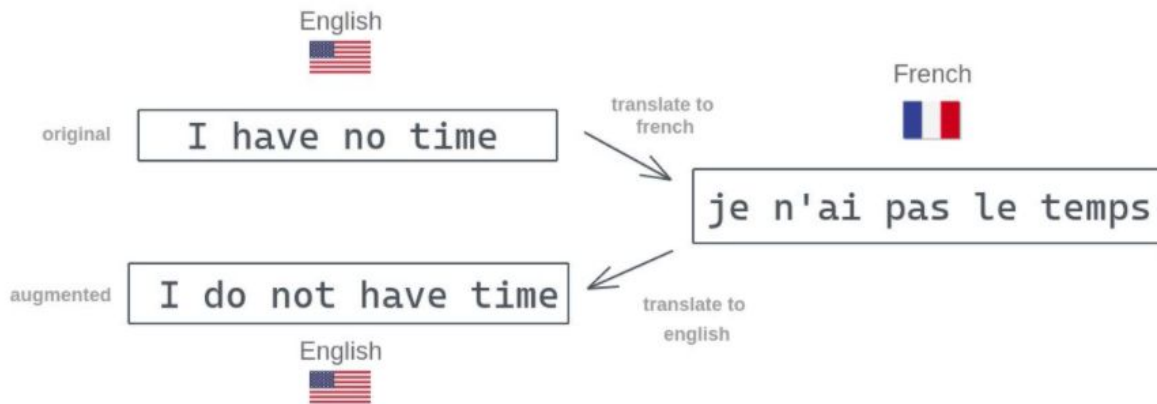 English
original
I have no time
translate to
french
French
je n'ai pas le temps
translate to
english
augmented
I do not have time
English